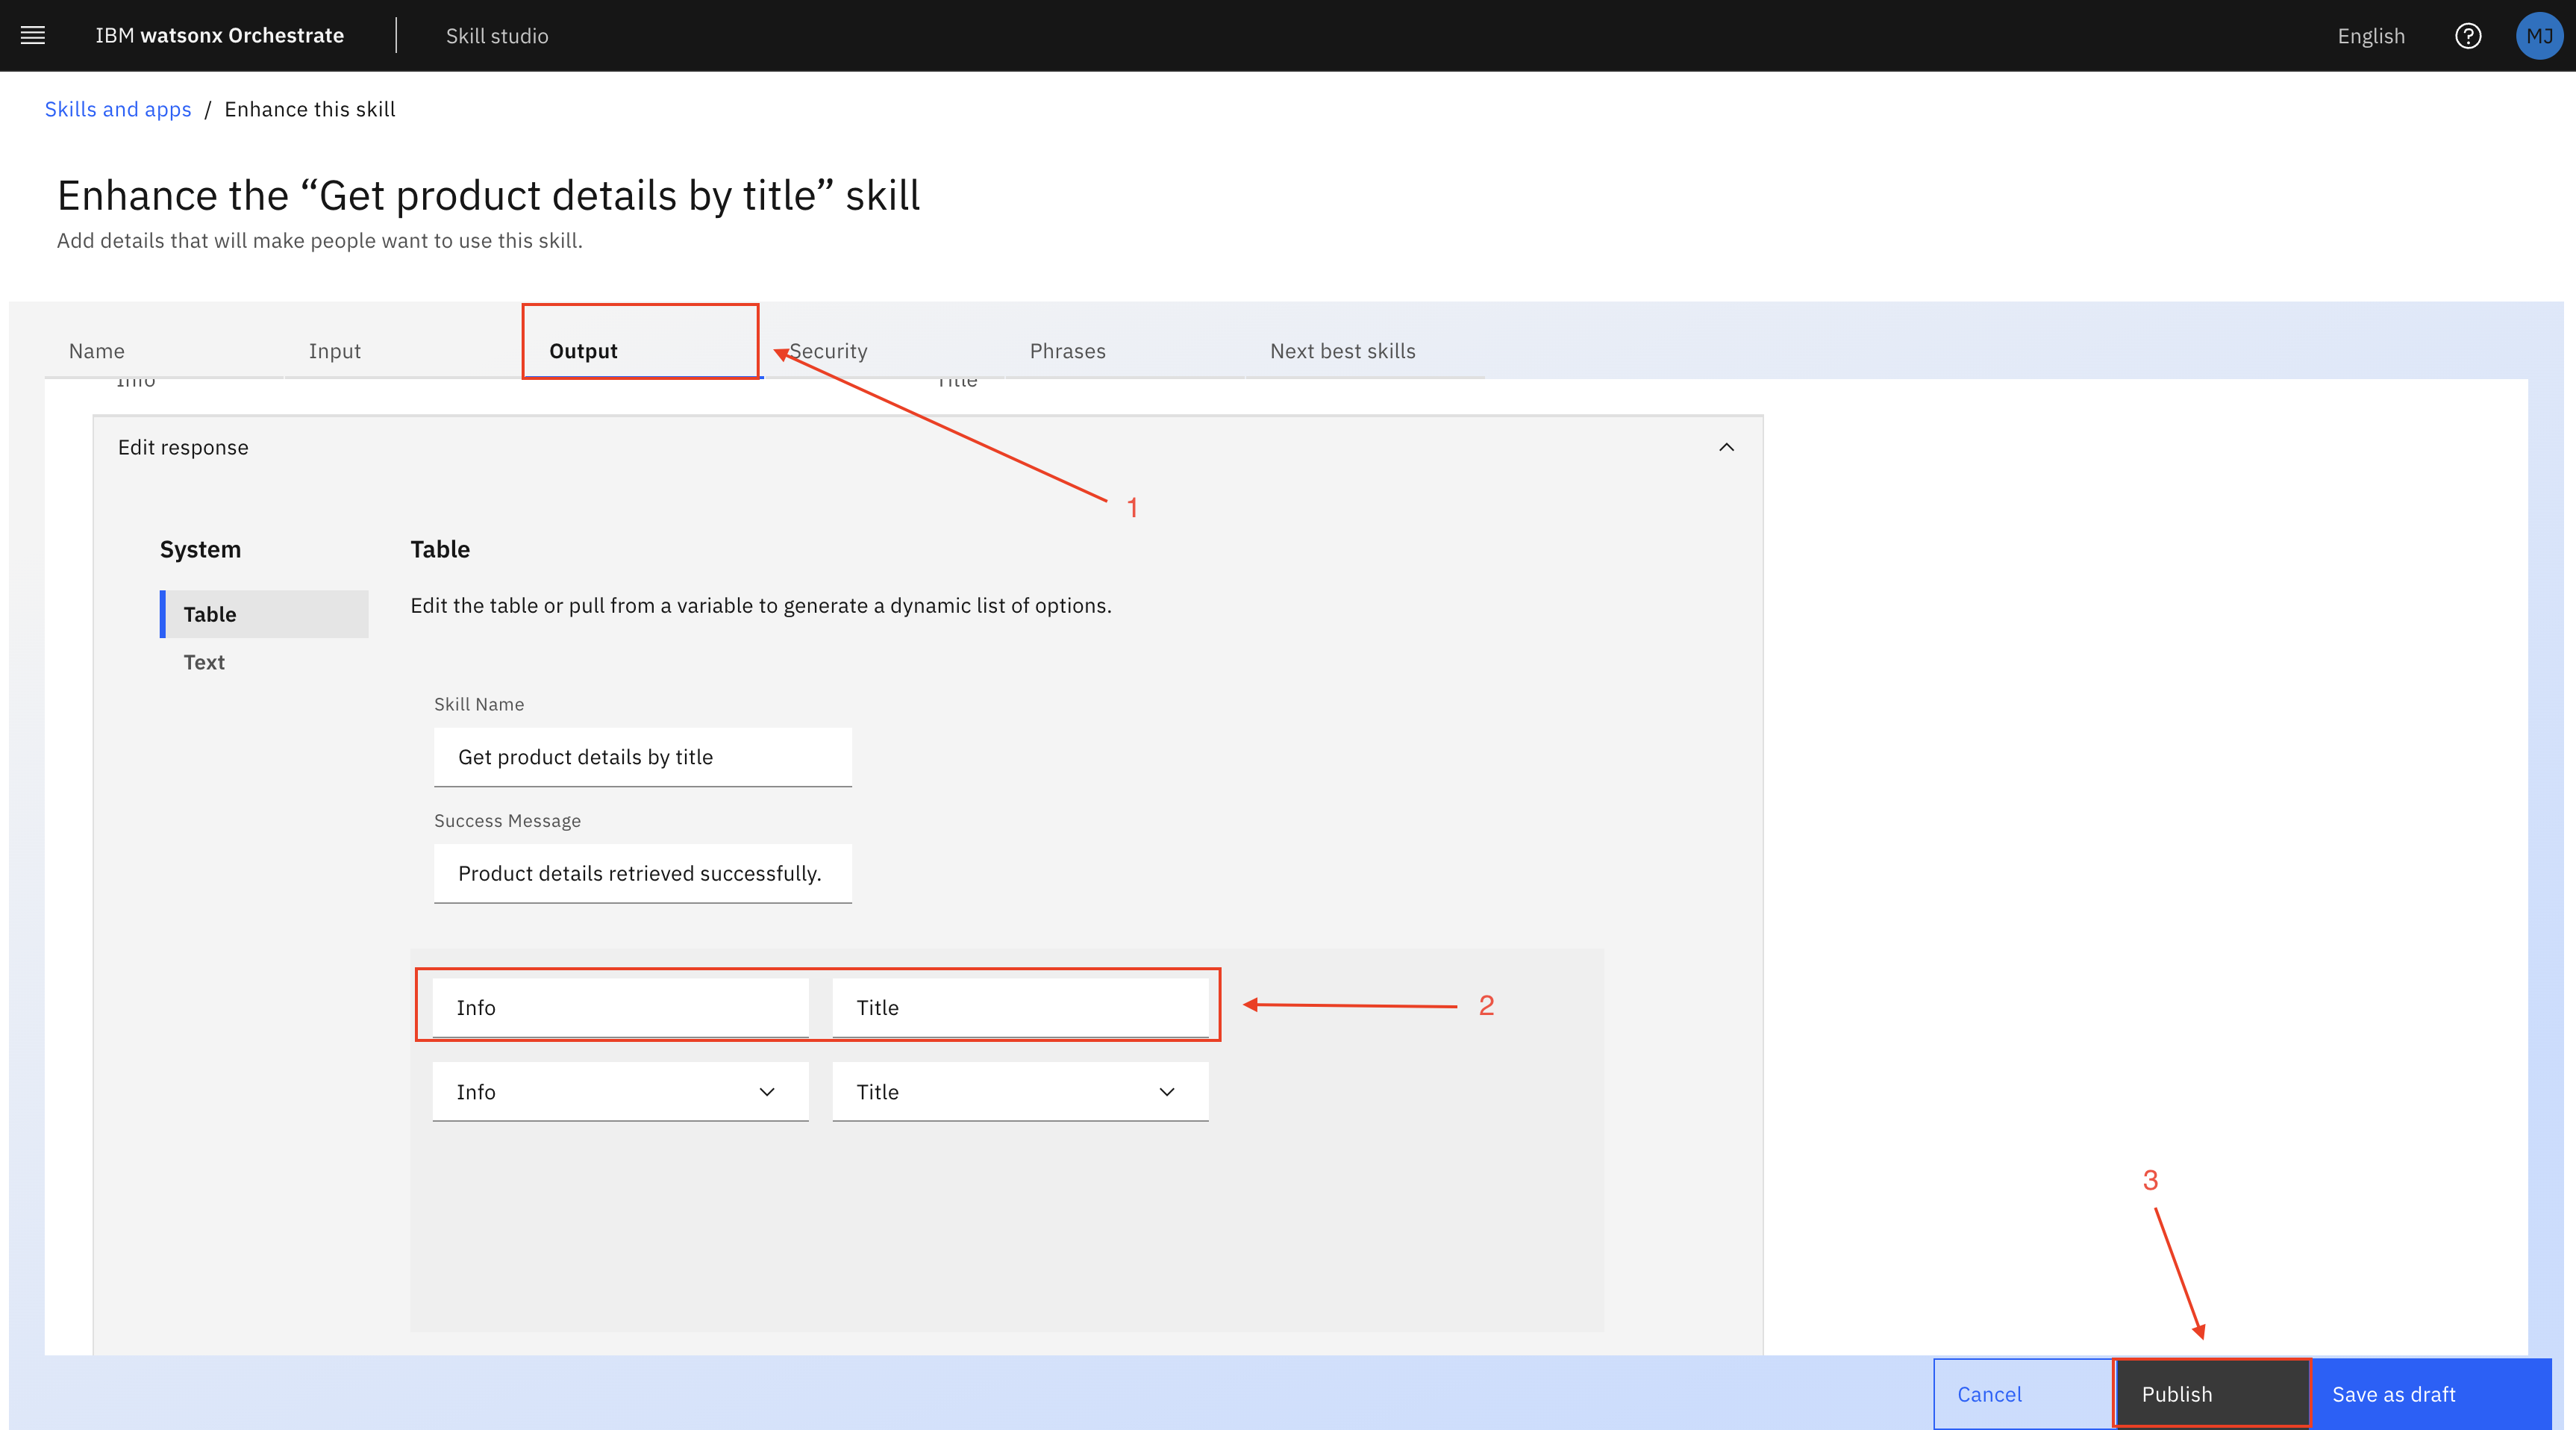 IBM watsonx Orchestrate Skill studio English MJ
Skills and apps / Enhance this skill
Enhance the “Get product details by title” skill
Add details that will make people want to use this skill.
Name Input Output Security Phrases Next best skills
Info Title
Edit response
1
System Table
Edit the table or pull from a variable to generate a dynamic list of options.
Table
Text
Skill Name
Get product details by title
Success Message
Product details retrieved successfully.
Info Title 2
Info Title
3
Cancel Publish Save as draft